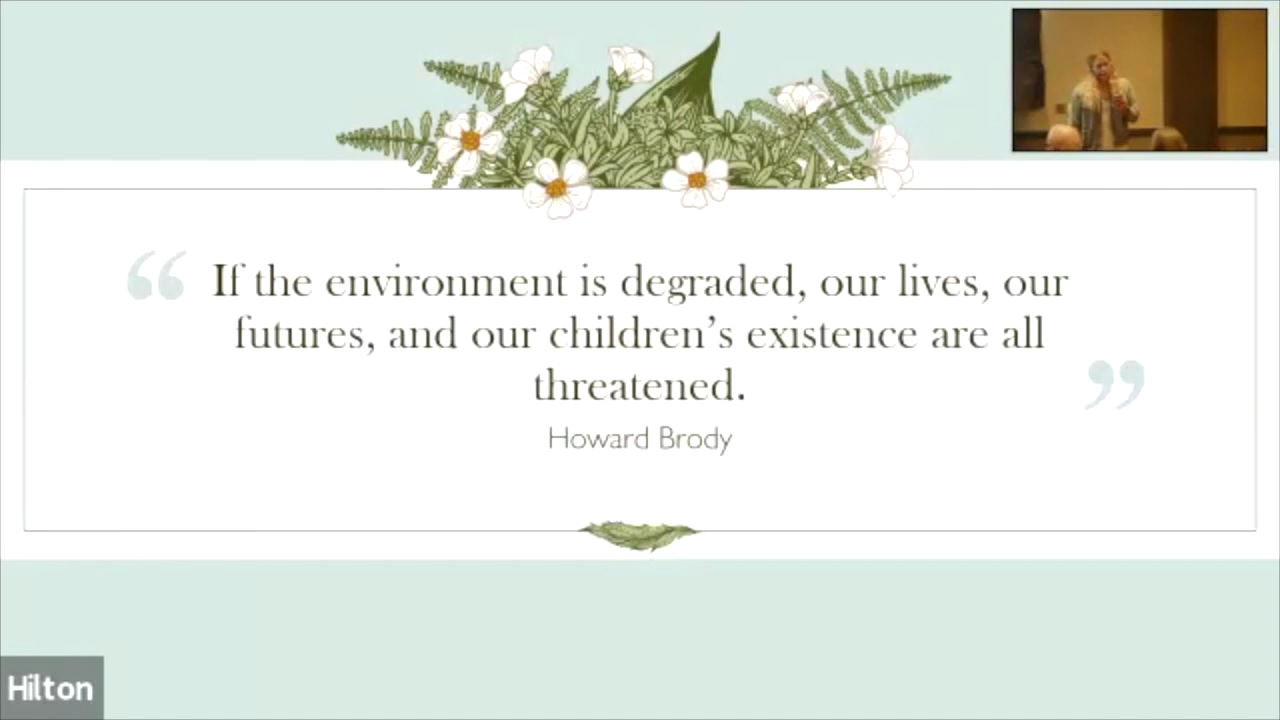 “If the environment is degraded, our lives, our
futures, and our children’s existence are all
threatened.”
Howard Brody
Hilton